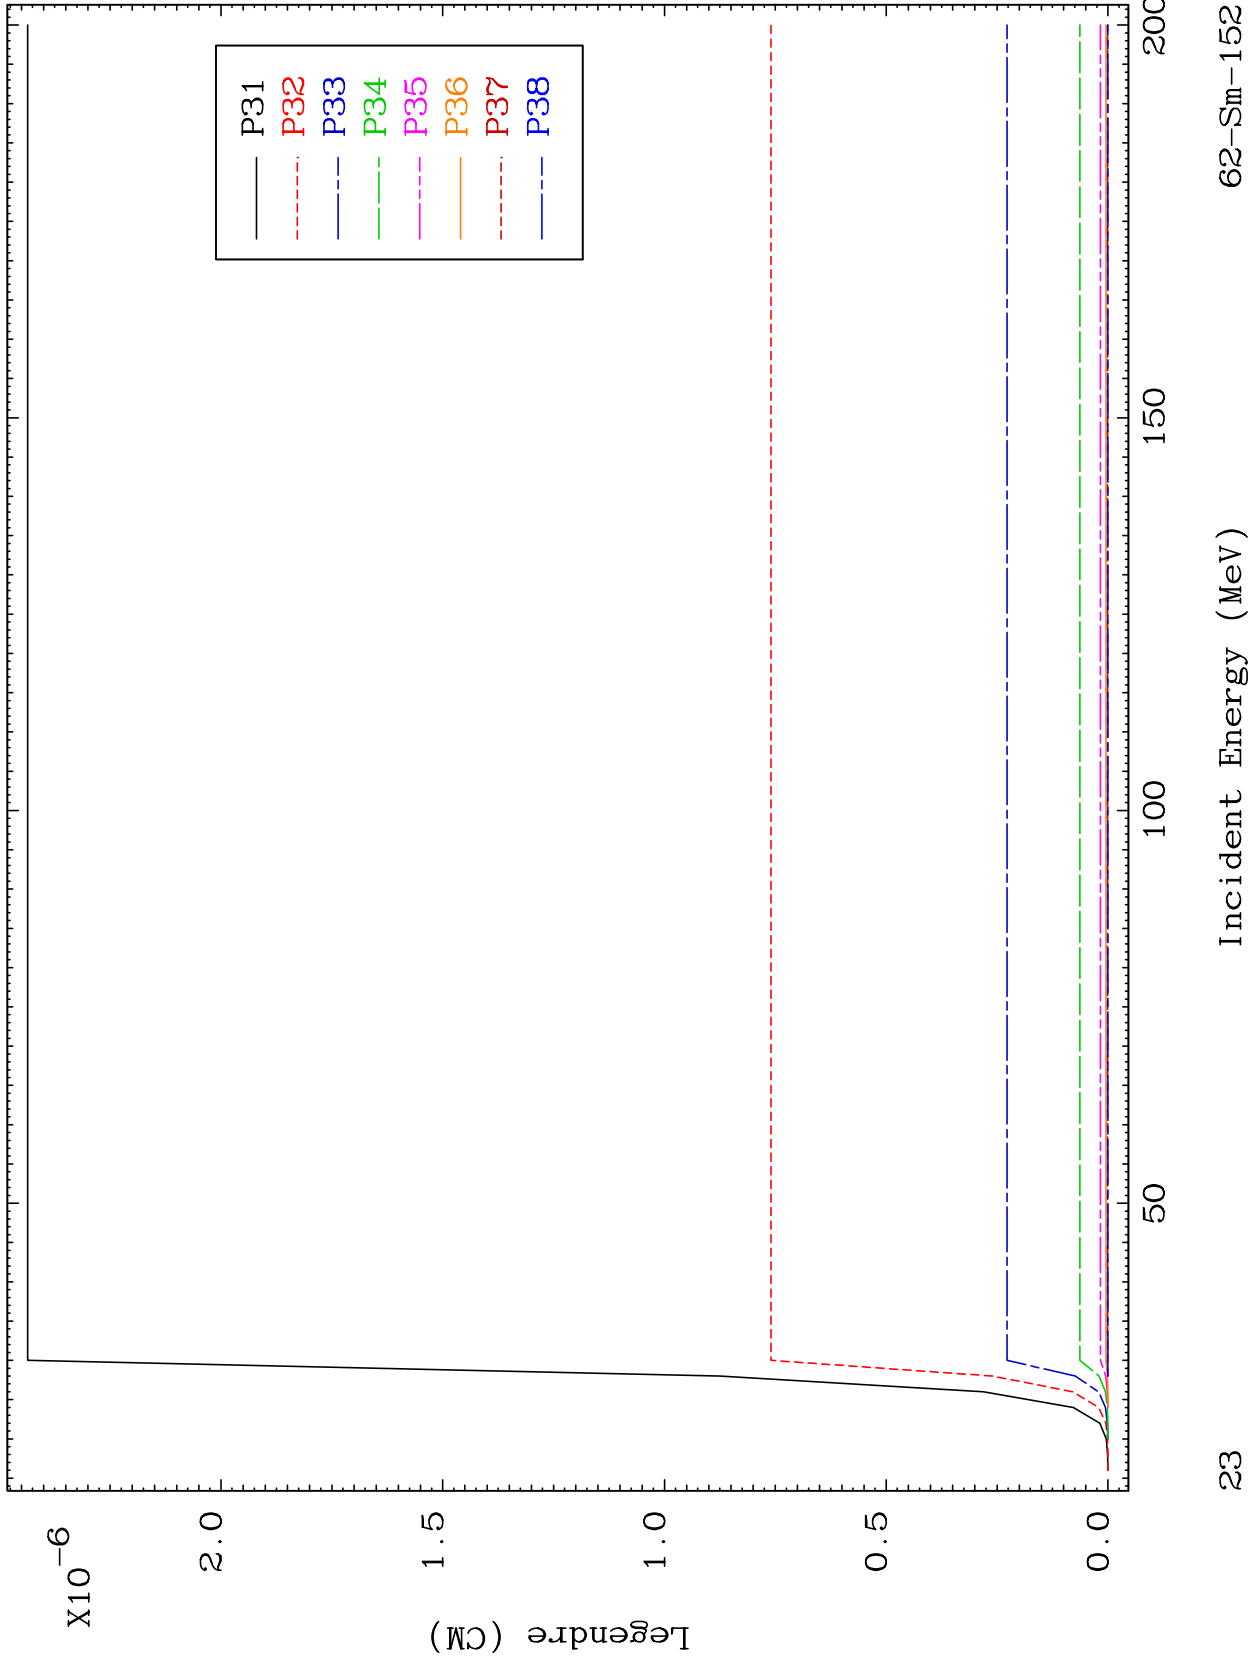 X10⁻⁶
2.0
1.5
1.0
0.5
0.0
Legendre (CM)
P31
P32
P33
P34
P35
P36
P37
P38
50
100
150
200
Incident Energy (MeV)
23
62-Sm-152